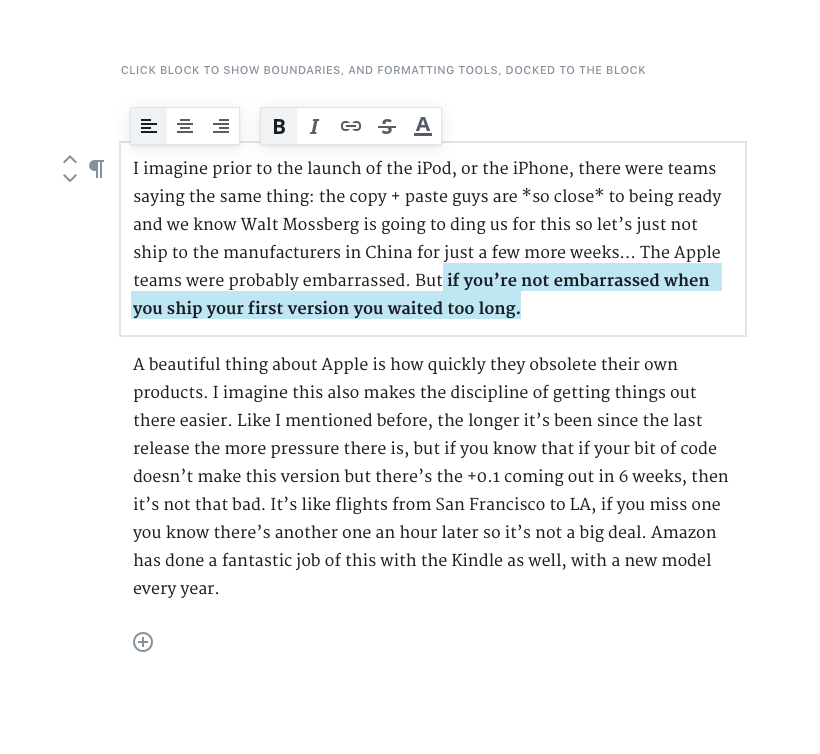 CLICK BLOCK TO SHOW BOUNDARIES, AND FORMATTING TOOLS, DOCKED TO THE BLOCK
B I S A
I imagine prior to the launch of the iPod, or the iPhone, there were teams
saying the same thing: the copy + paste guys are *so close* to being ready
and we know Walt Mossberg is going to ding us for this so let’s just not
ship to the manufacturers in China for just a few more weeks… The Apple
teams were probably embarrassed. But if you’re not embarrassed when
you ship your first version you waited too long.
A beautiful thing about Apple is how quickly they obsolete their own
products. I imagine this also makes the discipline of getting things out
there easier. Like I mentioned before, the longer it’s been since the last
release the more pressure there is, but if you know that if your bit of code
doesn’t make this version but there’s the +0.1 coming out in 6 weeks, then
it’s not that bad. It’s like flights from San Francisco to LA, if you miss one
you know there’s another one an hour later so it’s not a big deal. Amazon
has done a fantastic job of this with the Kindle as well, with a new model
every year.